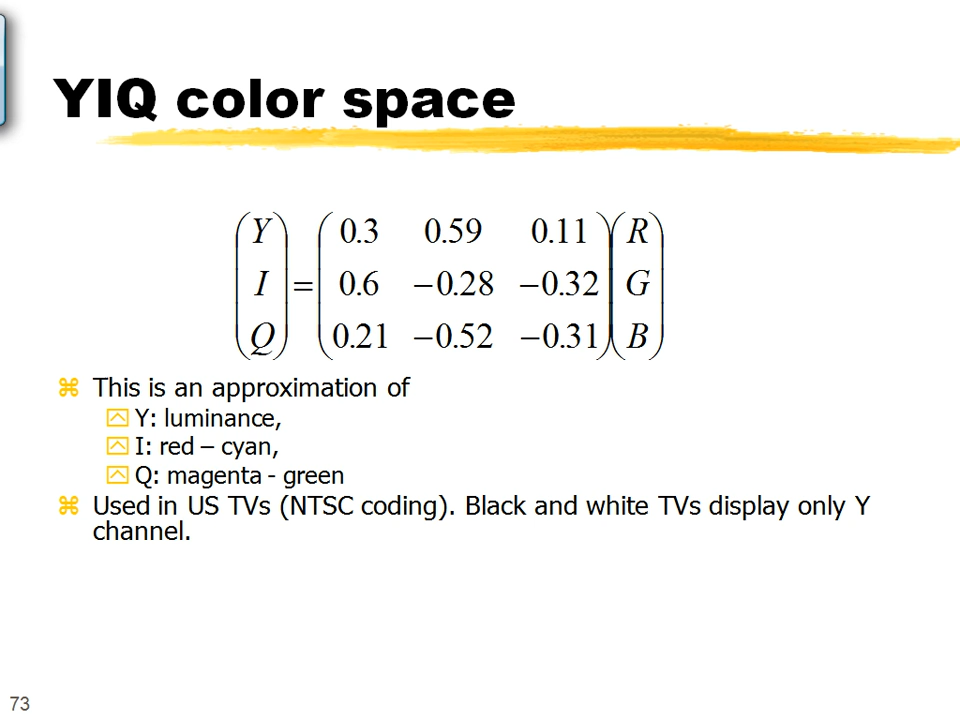 YIQ color space
Y 0.3 0.59 0.11 R
I = 0.6 −0.28 −0.32 G
Q 0.21 −0.52 −0.31 B
This is an approximation of
Y: luminance,
I: red – cyan,
Q: magenta - green
Used in US TVs (NTSC coding). Black and white TVs display only Y
channel.
73